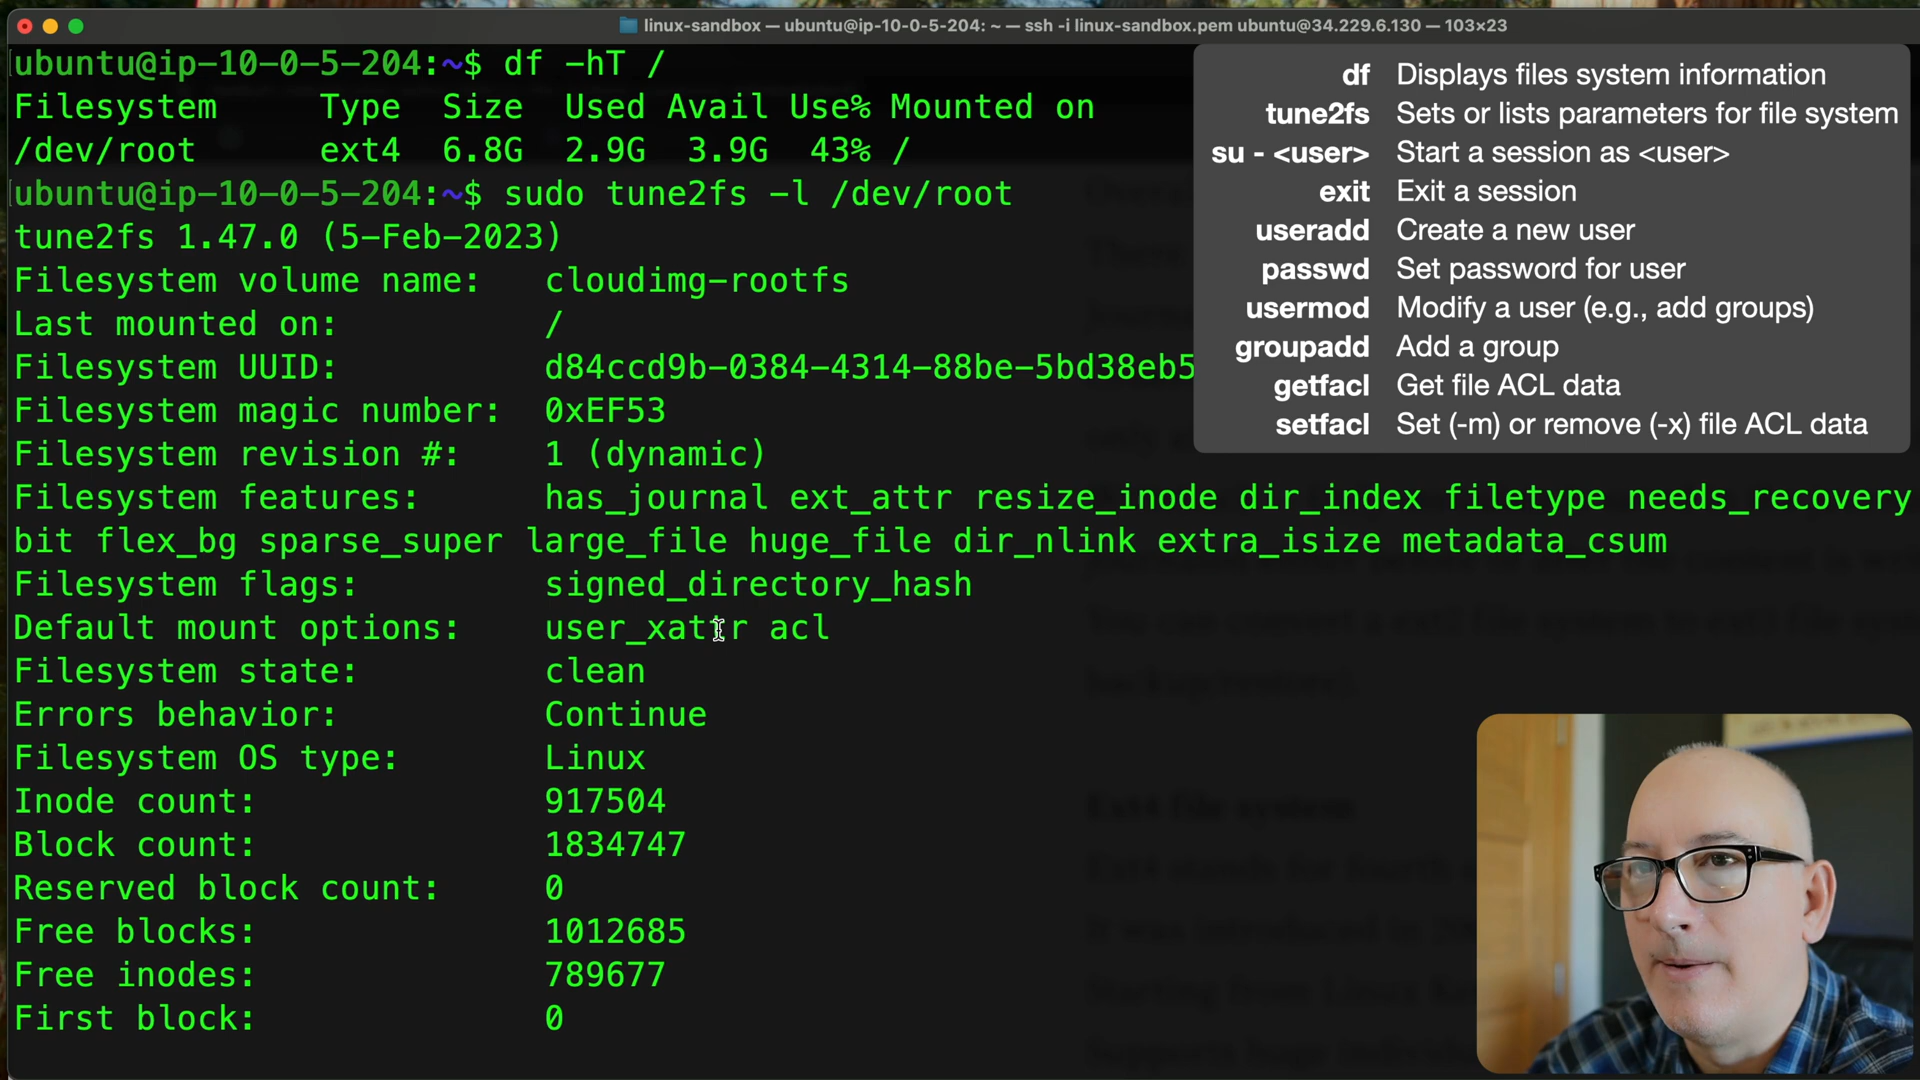 linux-sandbox — ubuntu@ip-10-0-5-204: ~ — ssh -i linux-sandbox.pem ubuntu@34.229.6.130 — 103×23
ubuntu@ip-10-0-5-204:~$ df -hT /
Filesystem Type Size Used Avail Use% Mounted on
/dev/root ext4 6.8G 2.9G 3.9G 43% /
ubuntu@ip-10-0-5-204:~$ sudo tune2fs -l /dev/root
tune2fs 1.47.0 (5-Feb-2023)
Filesystem volume name: cloudimg-rootfs
Last mounted on: /
Filesystem UUID: d84ccd9b-0384-4314-88be-5bd38eb5
Filesystem magic number: 0xEF53
Filesystem revision #: 1 (dynamic)
Filesystem features: has_journal ext_attr resize_inode dir_index filetype needs_recovery
bit flex_bg sparse_super large_file huge_file dir_nlink extra_isize metadata_csum
Filesystem flags: signed_directory_hash
Default mount options: user_xattr acl
Filesystem state: clean
Errors behavior: Continue
Filesystem OS type: Linux
Inode count: 917504
Block count: 1834747
Reserved block count: 0
Free blocks: 1012685
Free inodes: 789677
First block: 0
df Displays files system information
tune2fs Sets or lists parameters for file system
su - <user> Start a session as <user>
exit Exit a session
useradd Create a new user
passwd Set password for user
usermod Modify a user (e.g., add groups)
groupadd Add a group
getfacl Get file ACL data
setfacl Set (-m) or remove (-x) file ACL data